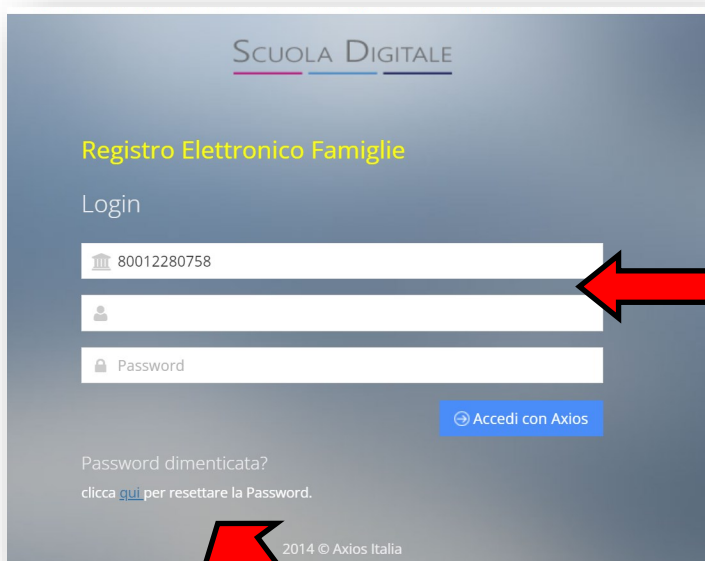 SCUOLA DIGITALE
Registro Elettronico Famiglie
Login
80012280758
Password
Accedi con Axios
Password dimenticata?
clicca qui per resettare la Password.
2014 © Axios Italia